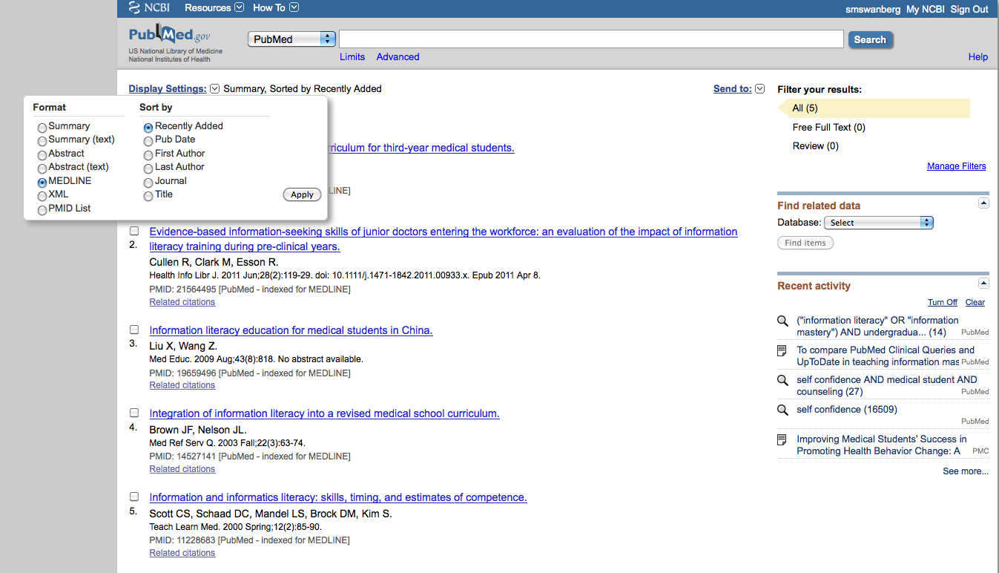 NCBI Resources How To
smswanberg My NCBI Sign Out
PubMed.gov
US National Library of Medicine
National Institutes of Health
PubMed
Search
Limits Advanced
Help
Display Settings: Summary, Sorted by Recently Added
Send to:
Format
Summary
Summary (text)
Abstract
Abstract (text)
MEDLINE
XML
PMID List
Sort by
Recently Added
Pub Date
First Author
Last Author
Journal
Title
Apply
riculum for third-year medical students.
LINE]
2.
Evidence-based information-seeking skills of junior doctors entering the workforce: an evaluation of the impact of information
literacy training during pre-clinical years.
Cullen R, Clark M, Esson R.
Health Info Libr J. 2011 Jun;28(2):119-29. doi: 10.1111/j.1471-1842.2011.00933.x. Epub 2011 Apr 8.
PMID: 21564495 [PubMed - indexed for MEDLINE]
Related citations
3.
Information literacy education for medical students in China.
Liu X, Wang Z.
Med Educ. 2009 Aug;43(8):818. No abstract available.
PMID: 19659496 [PubMed - indexed for MEDLINE]
Related citations
4.
Integration of information literacy into a revised medical school curriculum.
Brown JF, Nelson JL.
Med Ref Serv Q. 2003 Fall;22(3):63-74.
PMID: 14527141 [PubMed - indexed for MEDLINE]
Related citations
5.
Information and informatics literacy: skills, timing, and estimates of competence.
Scott CS, Schaad DC, Mandel LS, Brock DM, Kim S.
Teach Learn Med. 2000 Spring;12(2):85-90.
PMID: 11228683 [PubMed - indexed for MEDLINE]
Related citations
Filter your results:
All (5)
Free Full Text (0)
Review (0)
Manage Filters
Find related data
Database: Select
Find items
Recent activity
Turn Off Clear
("information literacy" OR "information
mastery") AND undergradua... (14) PubMed
To compare PubMed Clinical Queries and
UpToDate in teaching information mas PubMed
self confidence AND medical student AND
counseling (27)
PubMed
self confidence (16509)
PubMed
Improving Medical Students' Success in
Promoting Health Behavior Change: A PMC
See more...